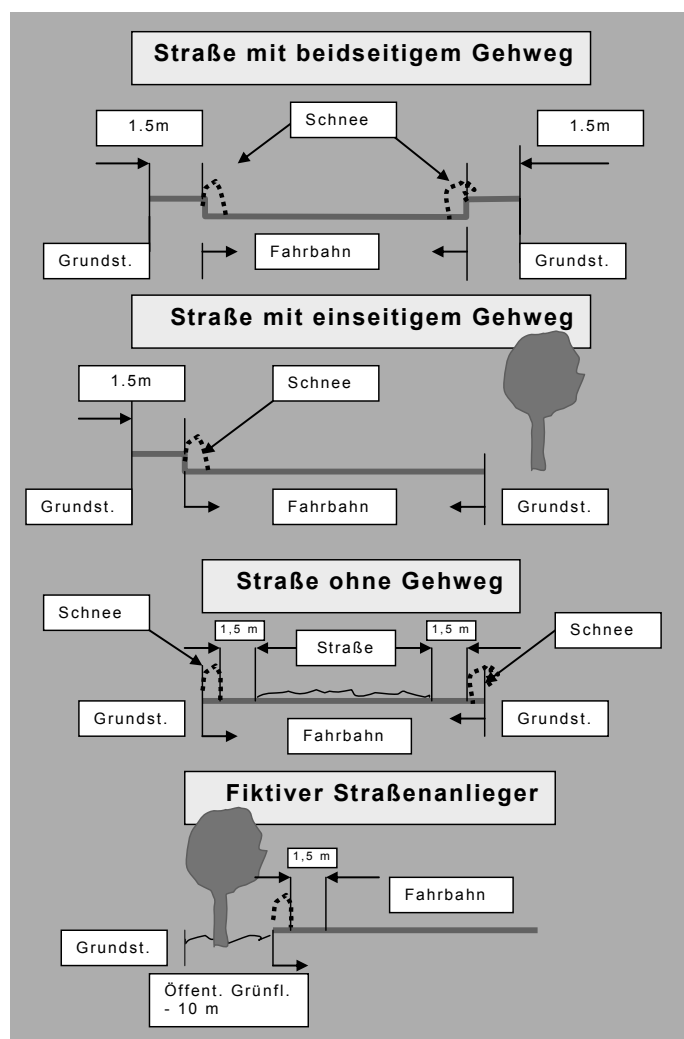 Straße mit beidseitigem Gehweg
1.5m
Schnee
1.5m
Grundst.
Fahrbahn
Grundst.
Straße mit einseitigem Gehweg
1.5m
Schnee
Grundst.
Fahrbahn
Grundst.
Straße ohne Gehweg
Schnee
1,5 m
Straße
1,5 m
Schnee
Grundst.
Fahrbahn
Grundst.
Fiktiver Straßenanlieger
1,5 m
Fahrbahn
Grundst.
Öffent. Grünfl.
- 10 m